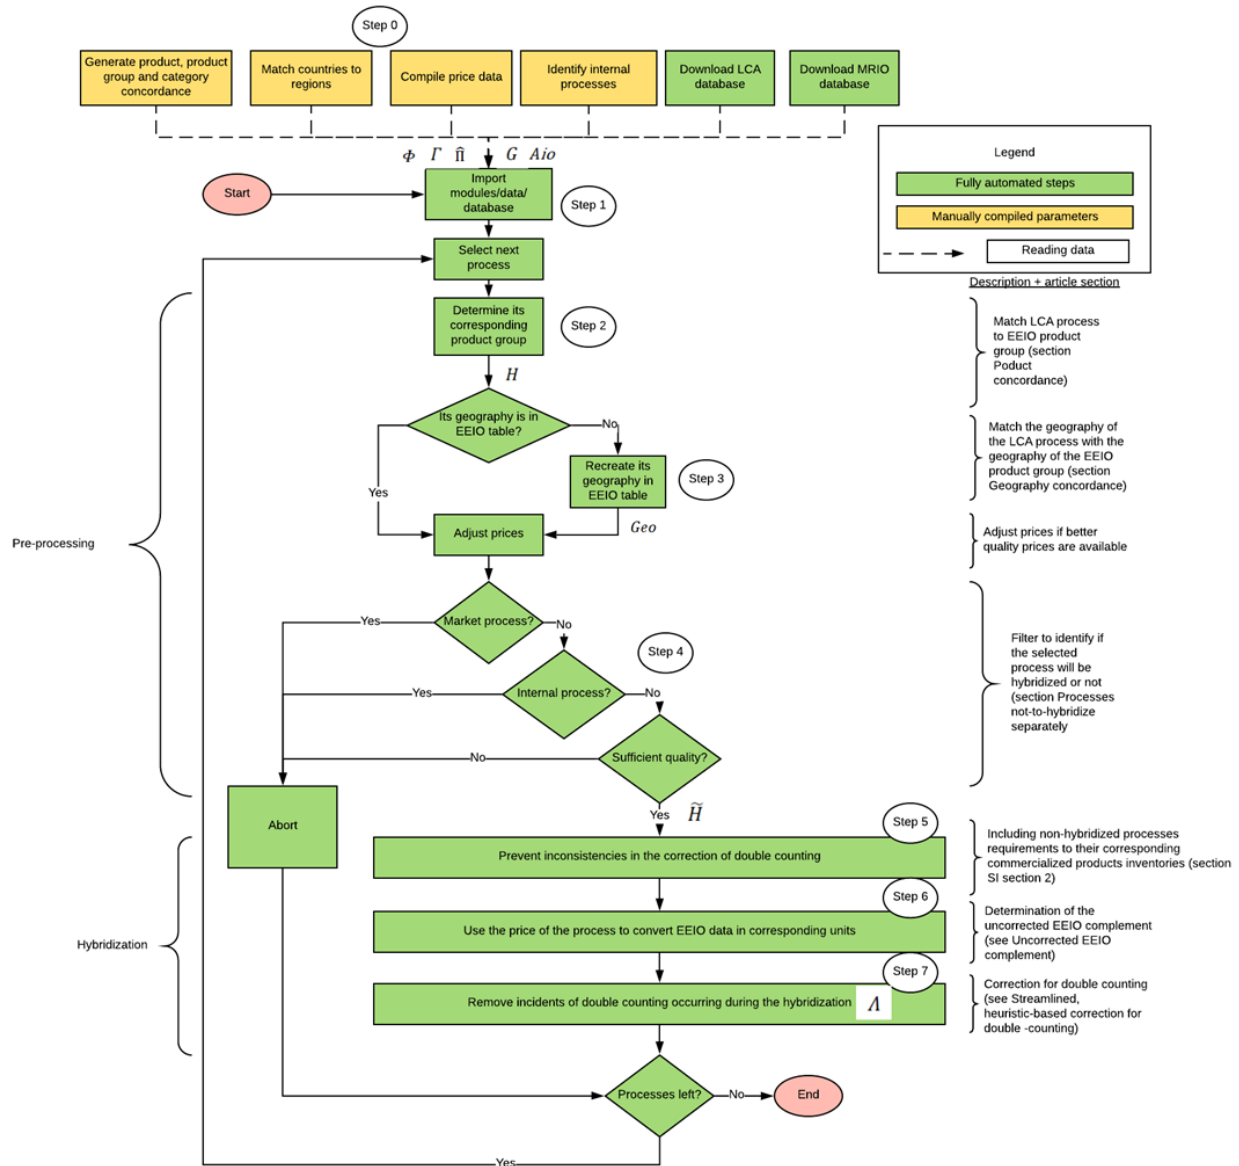 Step 0
Generate product, product
group and category
concordance
Match countries to
regions
Compile price data
Identify internal
processes
Download LCA
database
Download MRIO
database
Φ Γ Π̂ G Aio
Legend
Fully automated steps
Manually compiled parameters
Reading data
Start
Import
modules/data/
database
Step 1
Select next
process
Description + article section
Determine its
corresponding
product group
Step 2
Match LCA process
to EEIO product
group (section
Poduct
concordance)
H
Its geography is in
EEIO table?
No
Yes
Recreate its
geography in
EEIO table
Step 3
Match the geography of
the LCA process with the
geography of the EEIO
product group (section
Geography concordance)
Geo
Adjust prices
Adjust prices if better
quality prices are available
Pre-processing
Market process?
Yes
No
Step 4
Internal process?
Yes
No
Filter to identify if
the selected
process will be
hybridized or not
(section Processes
not-to-hybridize
separately
Sufficient quality?
No
Yes
H̃
Abort
Step 5
Prevent inconsistencies in the correction of double counting
Including non-hybridized processes
requirements to their corresponding
commercialized products inventories (section
SI section 2)
Hybridization
Step 6
Use the price of the process to convert EEIO data in corresponding units
Determination of the
uncorrected EEIO complement
(see Uncorrected EEIO
complement)
Step 7
Remove incidents of double counting occurring during the hybridization
Λ
Correction for double counting
(see Streamlined,
heuristic-based correction for
double -counting)
Processes left?
No
End
Yes